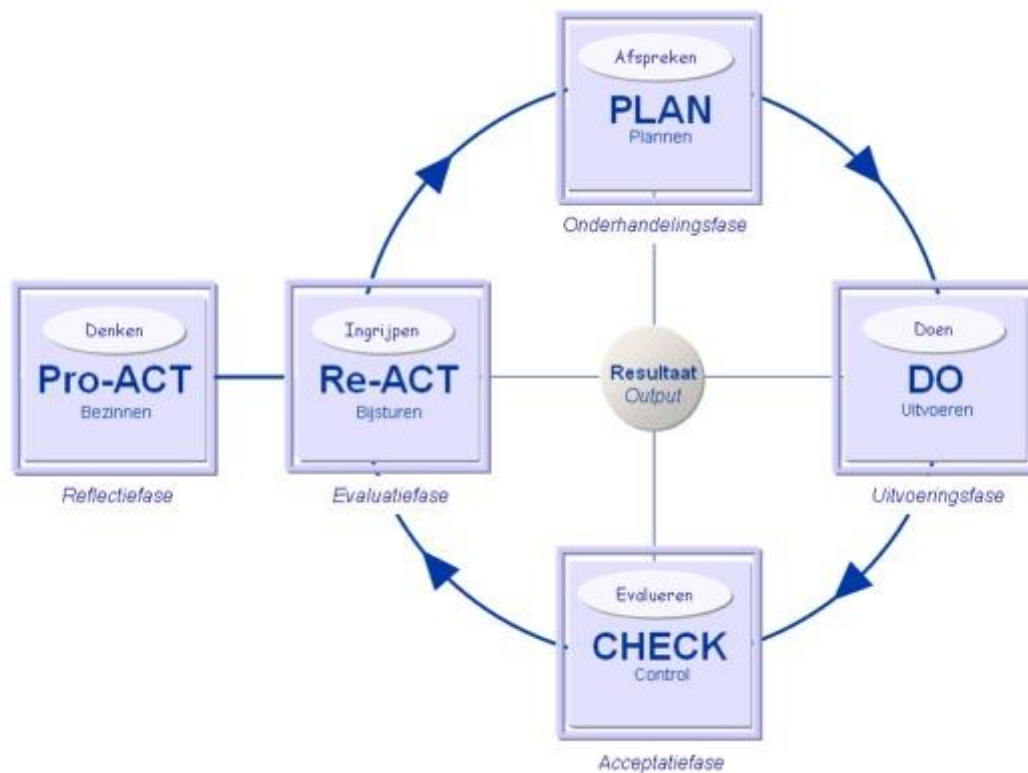 Afspreken
PLAN
Plannen
Onderhandelingsfase
Denken
Pro-ACT
Bezinnen
Reflectiefase
Ingrijpen
Re-ACT
Bijsturen
Evaluatiefase
Resultaat
Output
Doen
DO
Uitvoeren
Uitvoeringsfase
Evalueren
CHECK
Control
Acceptatiefase